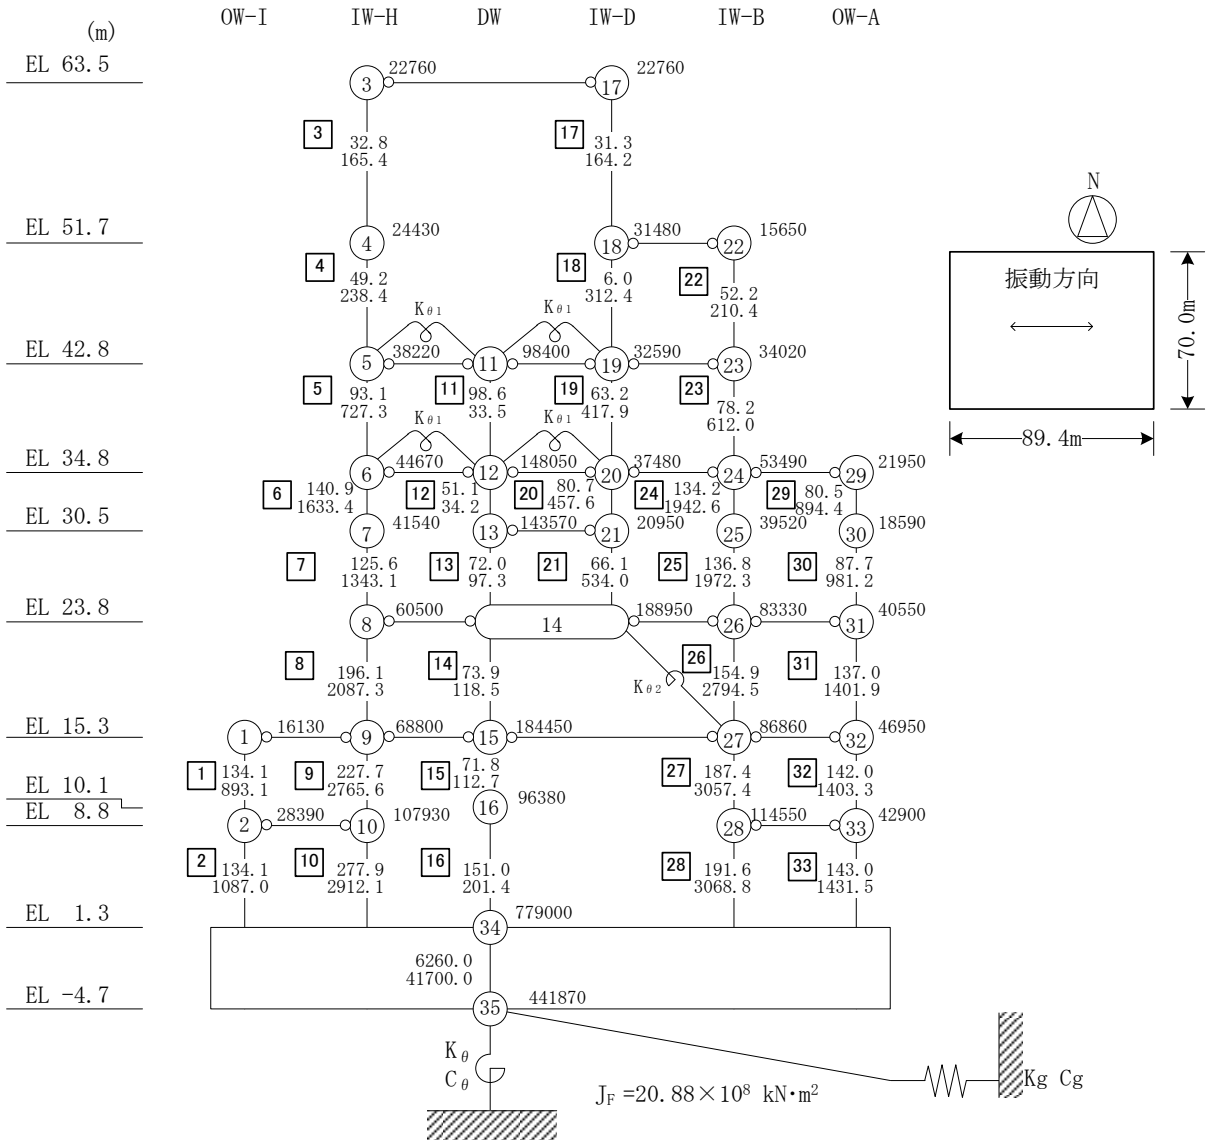 OW-I IW-H DW IW-D IW-B OW-A
(m)
EL 63.5
3 22760 17 22760
3 32.8 17 31.3
165.4 164.2
EL 51.7
4 24430 18 31480 22 15650
4 49.2 18 6.0 22 52.2
238.4 312.4 210.4
Kθ1 Kθ1
EL 42.8
5 38220 11 98400 19 32590 23 34020
5 93.1 11 98.6 19 63.2 23 78.2
727.3 33.5 417.9 612.0
Kθ1 Kθ1
EL 34.8
6 44670 12 148050 20 37480 24 53490 29 21950
6 140.9 12 51.1 20 80.7 24 134.2 29 80.5
1633.4 34.2 457.6 1942.6 894.4
EL 30.5
7 41540 13 143570 21 20950 25 39520 30 18590
7 125.6 13 72.0 21 66.1 25 136.8 30 87.7
1343.1 97.3 534.0 1972.3 981.2
EL 23.8
8 60500 14 188950 26 83330 31 40550
8 196.1 14 73.9 26 154.9 31 137.0
2087.3 118.5 2794.5 1401.9
Kθ2
EL 15.3
1 16130 9 68800 15 184450 27 86860 32 46950
1 134.1 9 227.7 15 71.8 27 187.4 32 142.0
893.1 2765.6 112.7 3057.4 1403.3
EL 10.1
16 96380
EL 8.8
2 28390 10 107930 28 114550 33 42900
2 134.1 10 277.9 16 151.0 28 191.6 33 143.0
1087.0 2912.1 201.4 3068.8 1431.5
EL 1.3
34 779000
6260.0
41700.0
EL -4.7
35 441870
Kθ
Cθ
JF =20.88×10⁸ kN･m²
Kg Cg
N
振動方向
70.0m
89.4m